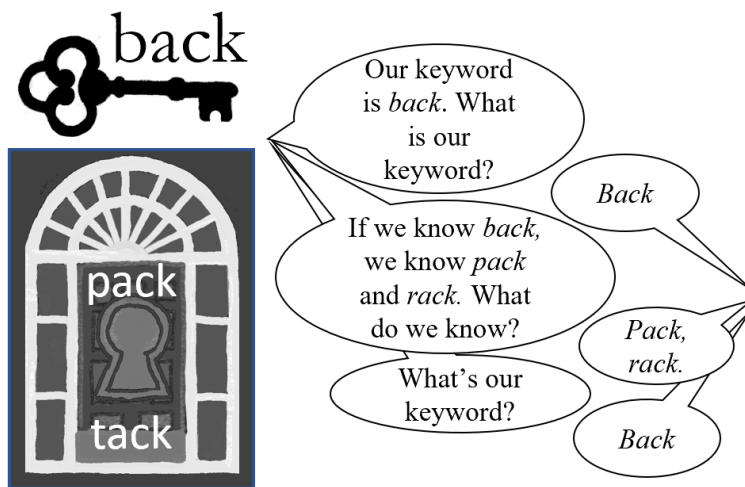 back
pack
tack
Our keyword
is back. What
is our
keyword?
Back
If we know back,
we know pack
and rack. What
do we know?
Pack,
rack.
What’s our
keyword?
Back